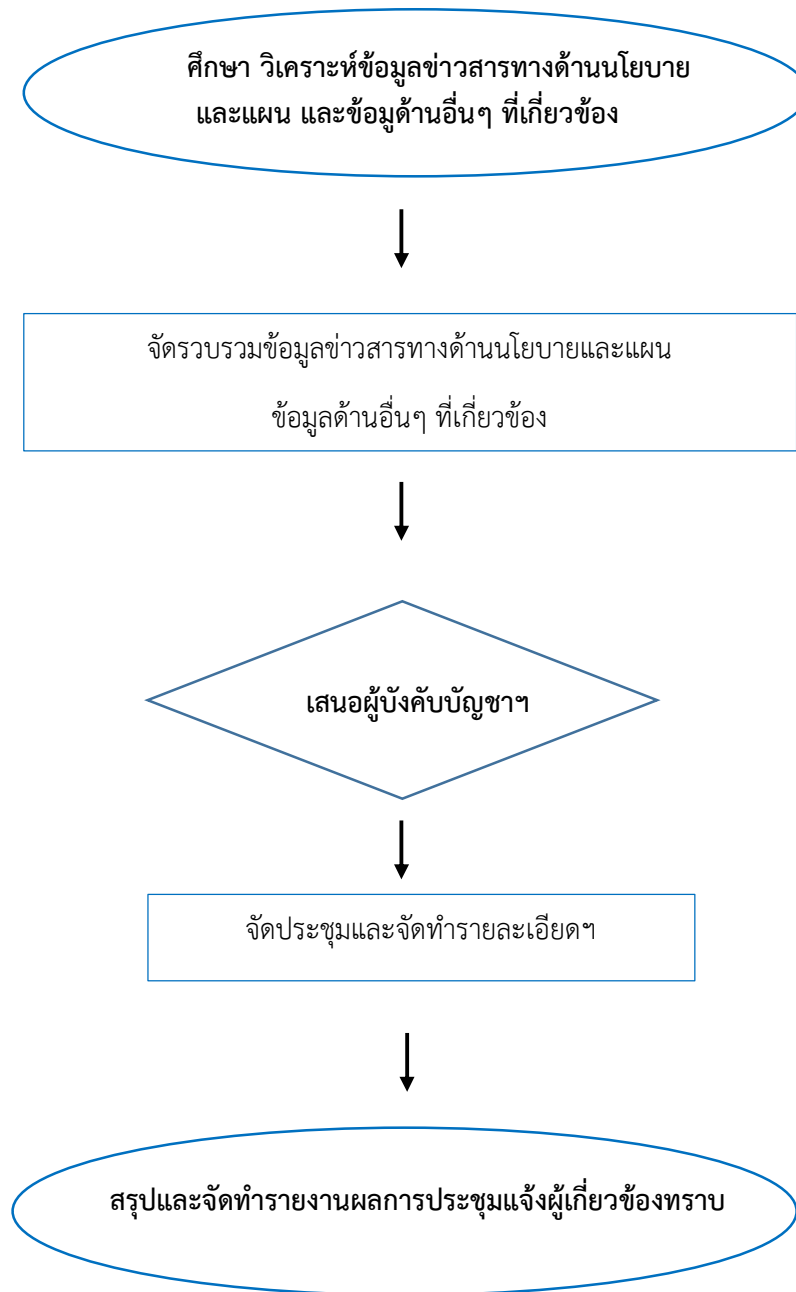 ศึกษา วิเคราะห์ข้อมูลข่าวสารทางด้านนโยบาย
และแผน และข้อมูด้านอื่นๆ ที่เกี่ยวข้อง
จัดรวบรวมข้อมูลข่าวสารทางด้านนโยบายและแผน
ข้อมูลด้านอื่นๆ ที่เกี่ยวข้อง
เสนอผู้บังคับบัญชาฯ
จัดประชุมและจัดทำรายละเอียดฯ
สรุปและจัดทำรายงานผลการประชุมแจ้งผู้เกี่ยวข้องทราบ